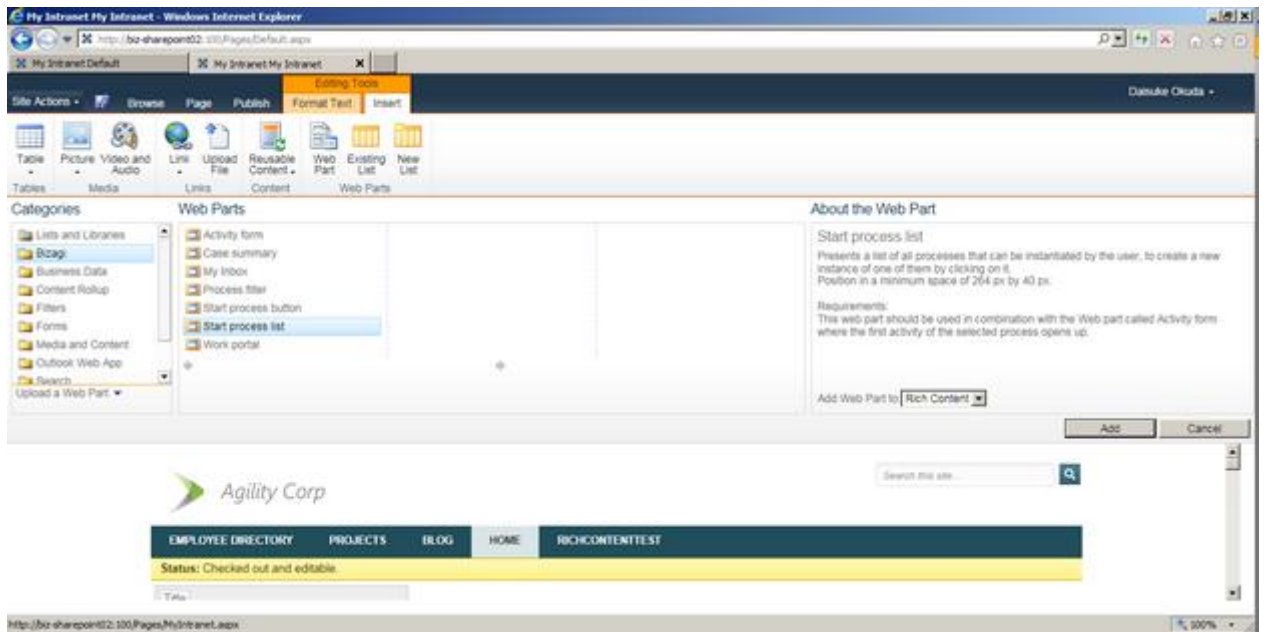 My Intranet My Intranet - Windows Internet Explorer
http://biz-sharepoint02:100/Pages/Default.aspx
My Intranet Default
My Intranet My Intranet
Editing Tools
Daisuke Okuda
Site Actions
Browse
Page
Publish
Format Text
Insert
Table
Picture
Video and Audio
Link
Upload File
Reusable Content
Web Part
Existing List
New List
Tables
Media
Links
Content
Web Parts
Categories
Web Parts
About the Web Part
Lists and Libraries
Bizagi
Business Data
Content Rollup
Filters
Forms
Media and Content
Outlook Web App
Search
Upload a Web Part
Activity form
Case summary
My Inbox
Process filter
Start process button
Start process list
Work portal
Start process list
Presents a list of all processes that can be instantiated by the user, to create a new
instance of one of them by clicking on it.
Position in a minimum space of 264 px by 40 px.
Requirements:
This web part should be used in combination with the Web part called Activity form
where the first activity of the selected process opens up.
Add Web Part to: Rich Content
Add
Cancel
Agility Corp
Search this site...
EMPLOYEE DIRECTORY
PROJECTS
BLOG
HOME
RICHCONTENTTEST
Status: Checked out and editable.
Title
http://biz-sharepoint02:100/Pages/MyIntranet.aspx
100%